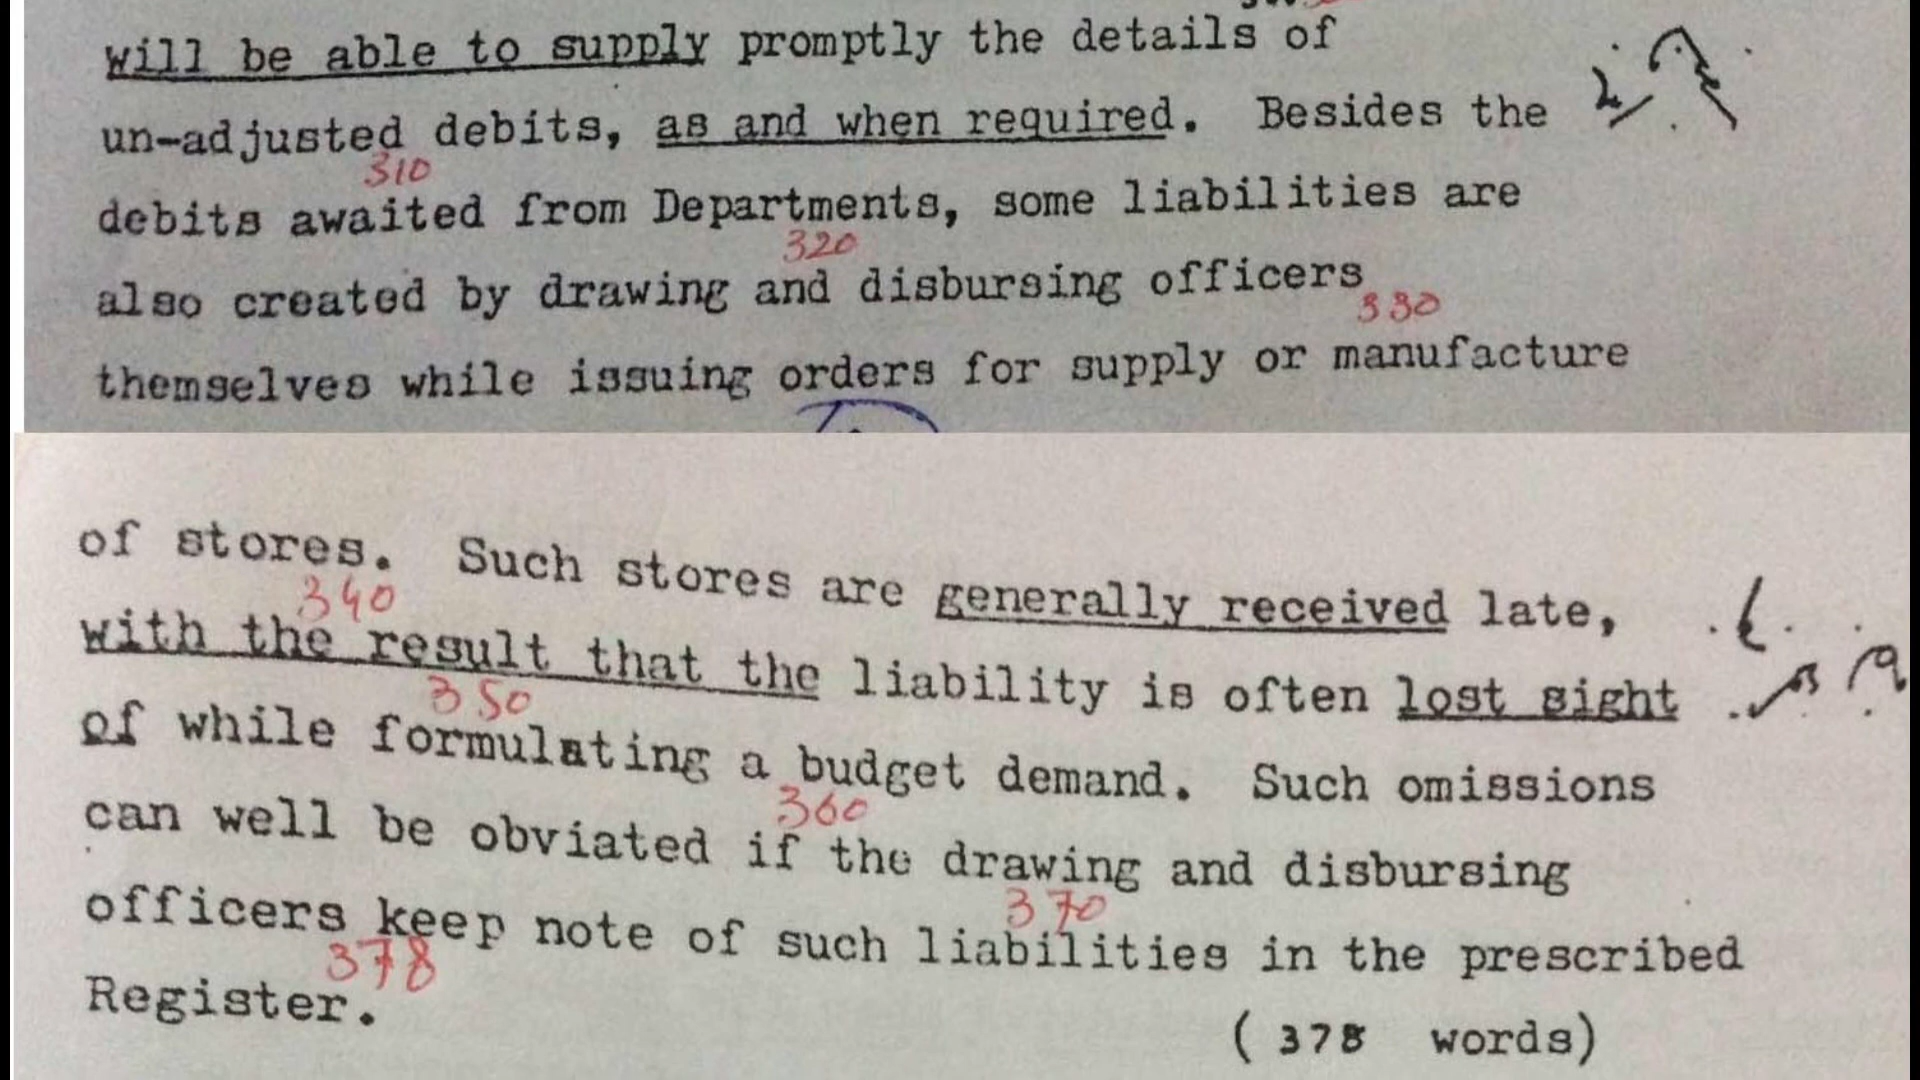 will be able to supply promptly the details of
un-adjusted debits, as and when required. Besides the
310
debits awaited from Departments, some liabilities are
320
also created by drawing and disbursing officers
330
themselves while issuing orders for supply or manufacture
of stores. Such stores are generally received late,
340
with the result that the liability is often lost sight
350
of while formulating a budget demand. Such omissions
360
can well be obviated if the drawing and disbursing
370
officers keep note of such liabilities in the prescribed
378
Register.
( 378 words)